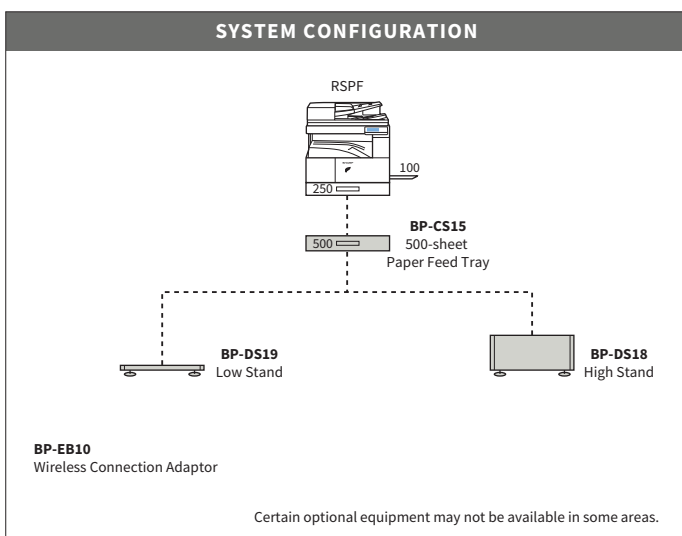 SYSTEM CONFIGURATION
RSPF
100
250
BP-CS15
500
500-sheet
Paper Feed Tray
BP-DS19
Low Stand
BP-DS18
High Stand
BP-EB10
Wireless Connection Adaptor
Certain optional equipment may not be available in some areas.